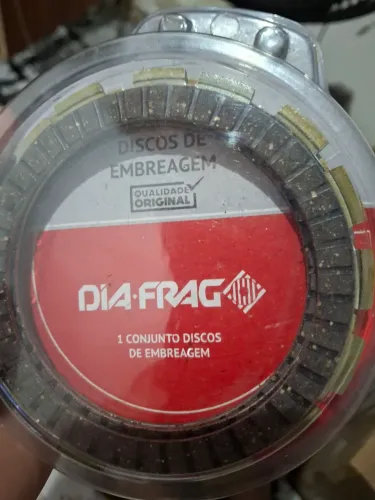 DISCOS DE
EMBREAGEM
QUALIDADE
ORIGINAL
DIA-FRAG
1 CONJUNTO DISCOS
DE EMBREAGEM